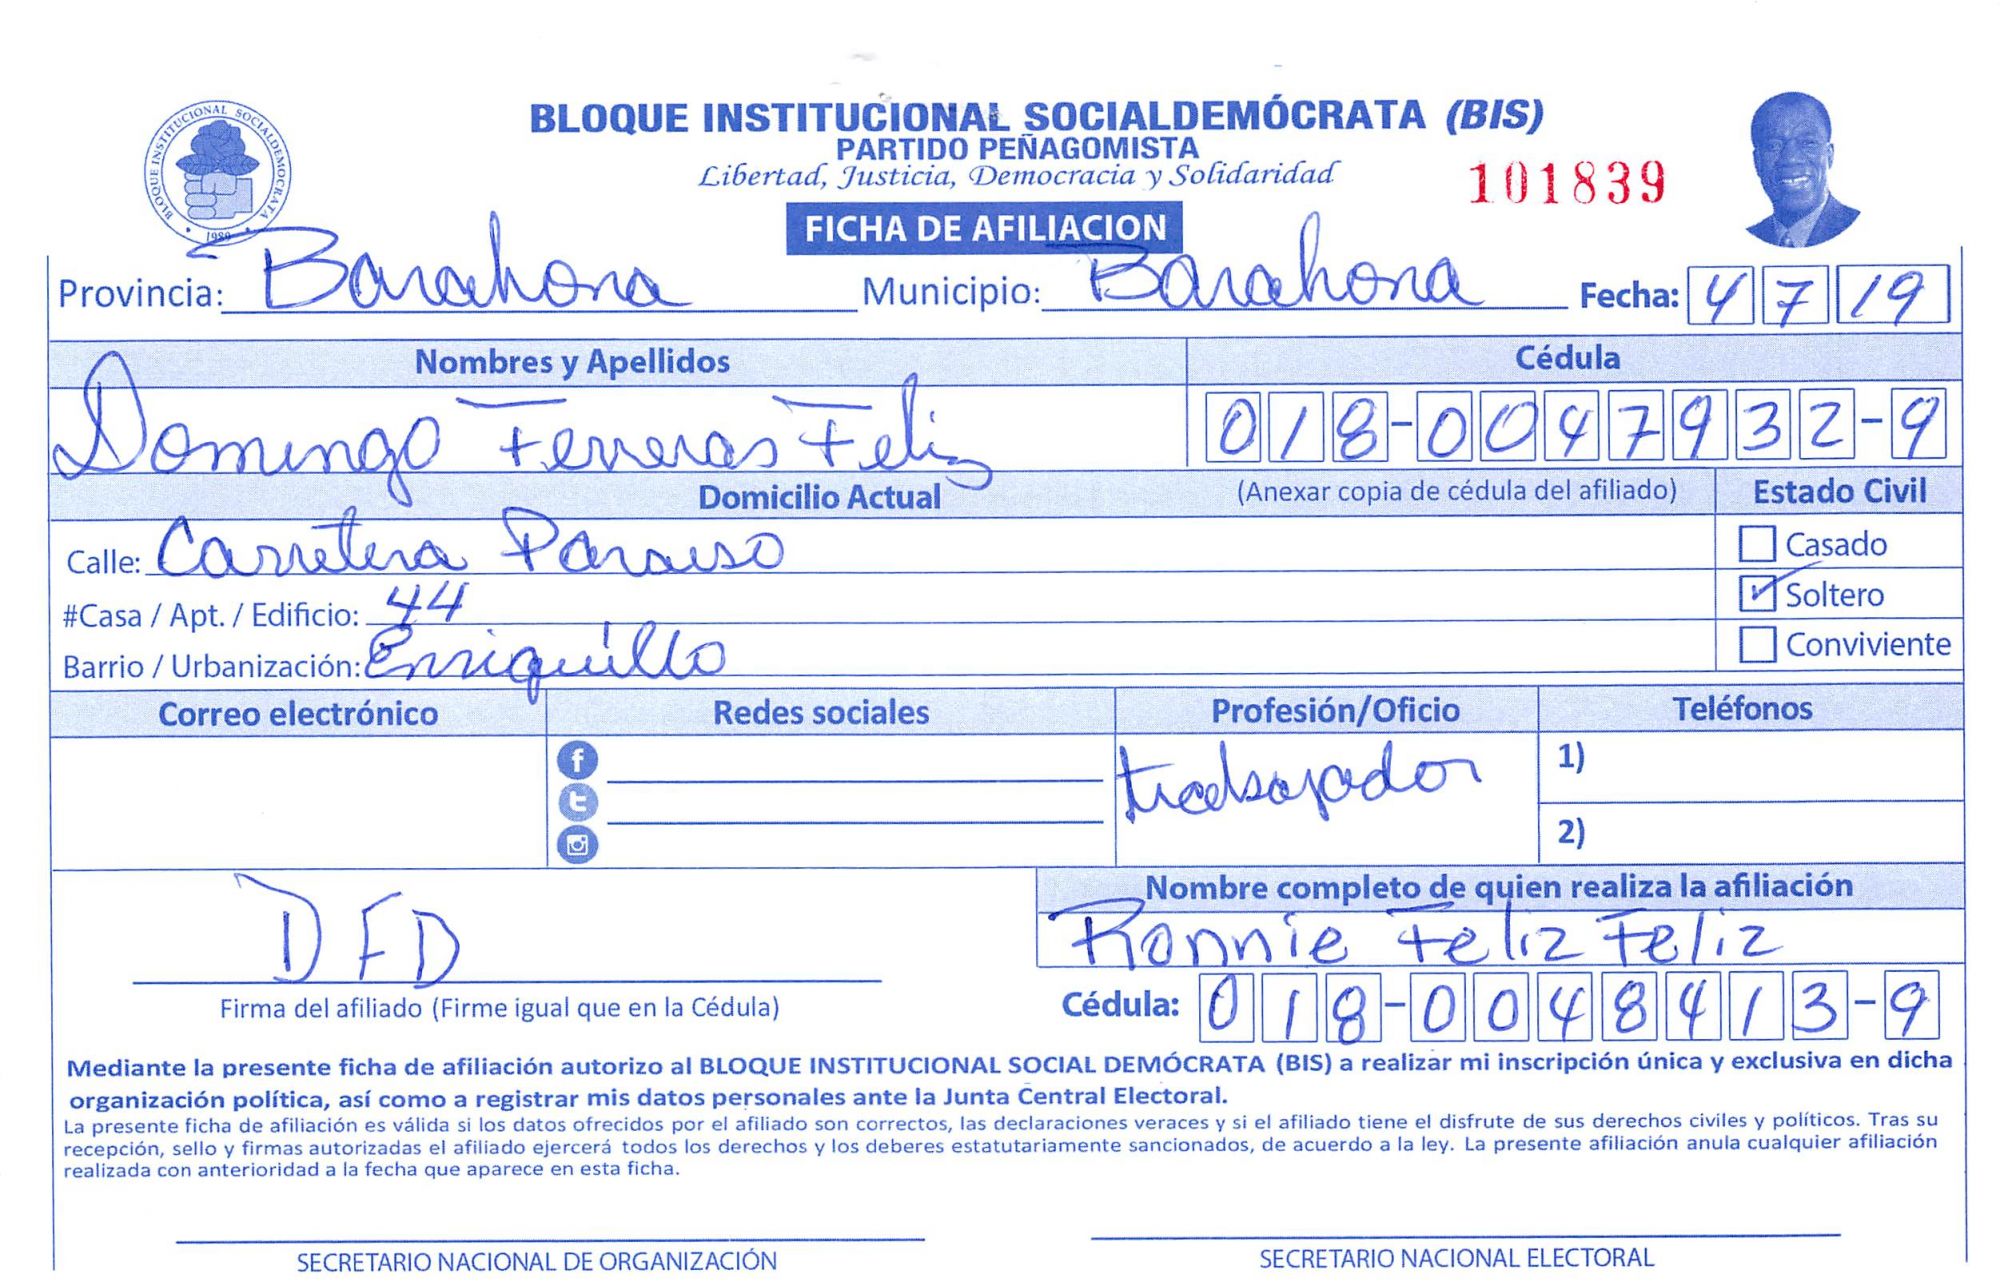 BLOQUE INSTITUCIONAL SOCIALDEMOCRATA
1989
BLOQUE INSTITUCIONAL SOCIALDEMÓCRATA (BIS)
PARTIDO PEÑAGOMISTA
Libertad, Justicia, Democracia y Solidaridad
101839
FICHA DE AFILIACION
Provincia: Barahona Municipio: Barahona Fecha: 4 7 19
Nombres y Apellidos Cédula
Domingo Ferreras Feliz 018-0047932-9
Domicilio Actual (Anexar copia de cédula del afiliado) Estado Civil
Calle: Carretera Paraiso Casado
#Casa / Apt. / Edificio: 44 Soltero
Barrio / Urbanización: Enriquillo Conviviente
Correo electrónico Redes sociales Profesión/Oficio Teléfonos
trabajador 1)
2)
Nombre completo de quien realiza la afiliación
DFD Ronnie Feliz Feliz
Firma del afiliado (Firme igual que en la Cédula) Cédula: 018-0048413-9
Mediante la presente ficha de afiliación autorizo al BLOQUE INSTITUCIONAL SOCIAL DEMÓCRATA (BIS) a realizar mi inscripción única y exclusiva en dicha
organización política, así como a registrar mis datos personales ante la Junta Central Electoral.
La presente ficha de afiliación es válida si los datos ofrecidos por el afiliado son correctos, las declaraciones veraces y si el afiliado tiene el disfrute de sus derechos civiles y políticos. Tras su
recepción, sello y firmas autorizadas el afiliado ejercerá todos los derechos y los deberes estatutariamente sancionados, de acuerdo a la ley. La presente afiliación anula cualquier afiliación
realizada con anterioridad a la fecha que aparece en esta ficha.
SECRETARIO NACIONAL DE ORGANIZACIÓN SECRETARIO NACIONAL ELECTORAL